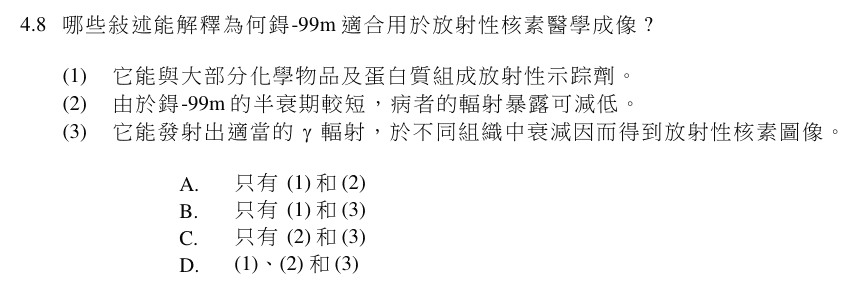 4.8 哪些敍述能解釋為何鍀-99m 適合用於放射性核素醫學成像？
(1) 它能與大部分化學物品及蛋白質組成放射性示踪劑。
(2) 由於鍀-99m 的半衰期較短，病者的輻射暴露可減低。
(3) 它能發射出適當的 γ 輻射，於不同組織中衰減因而得到放射性核素圖像。
A. 只有 (1) 和 (2)
B. 只有 (1) 和 (3)
C. 只有 (2) 和 (3)
D. (1)、(2) 和 (3)